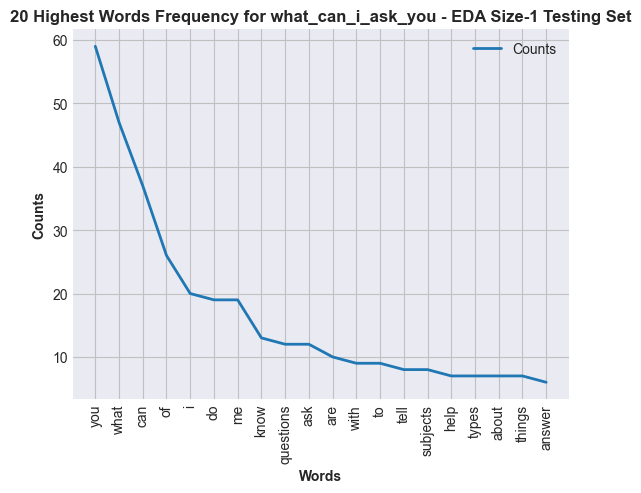 20 Highest Words Frequency for what_can_i_ask_you - EDA Size-1 Testing Set
Counts
60
50
40
30
20
10
Counts
you
what
can
of
i
do
me
know
questions
ask
are
with
to
tell
subjects
help
types
about
things
answer
Words